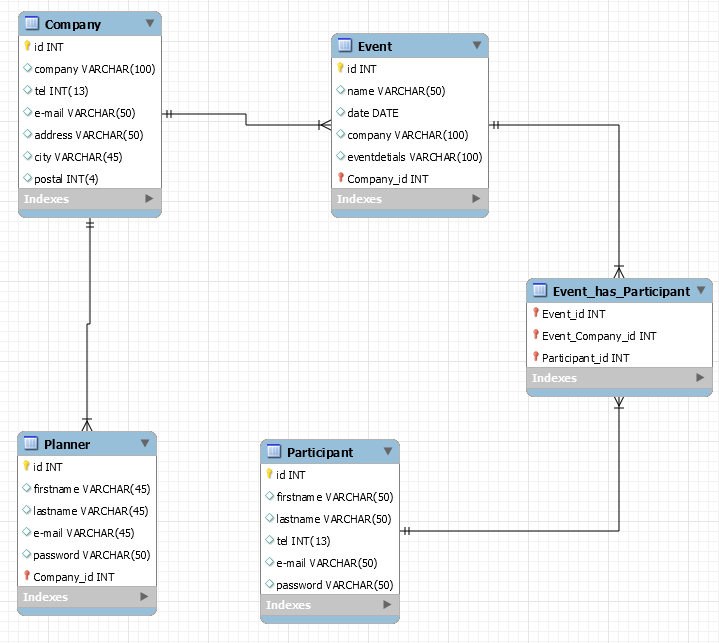 Company
id INT
company VARCHAR(100)
tel INT(13)
e-mail VARCHAR(50)
address VARCHAR(50)
city VARCHAR(45)
postal INT(4)
Indexes
Event
id INT
name VARCHAR(50)
date DATE
company VARCHAR(100)
eventdetials VARCHAR(100)
Company_id INT
Indexes
Event_has_Participant
Event_id INT
Event_Company_id INT
Participant_id INT
Indexes
Planner
id INT
firstname VARCHAR(45)
lastname VARCHAR(45)
e-mail VARCHAR(45)
password VARCHAR(50)
Company_id INT
Indexes
Participant
id INT
firstname VARCHAR(50)
lastname VARCHAR(50)
tel INT(13)
e-mail VARCHAR(50)
password VARCHAR(50)
Indexes